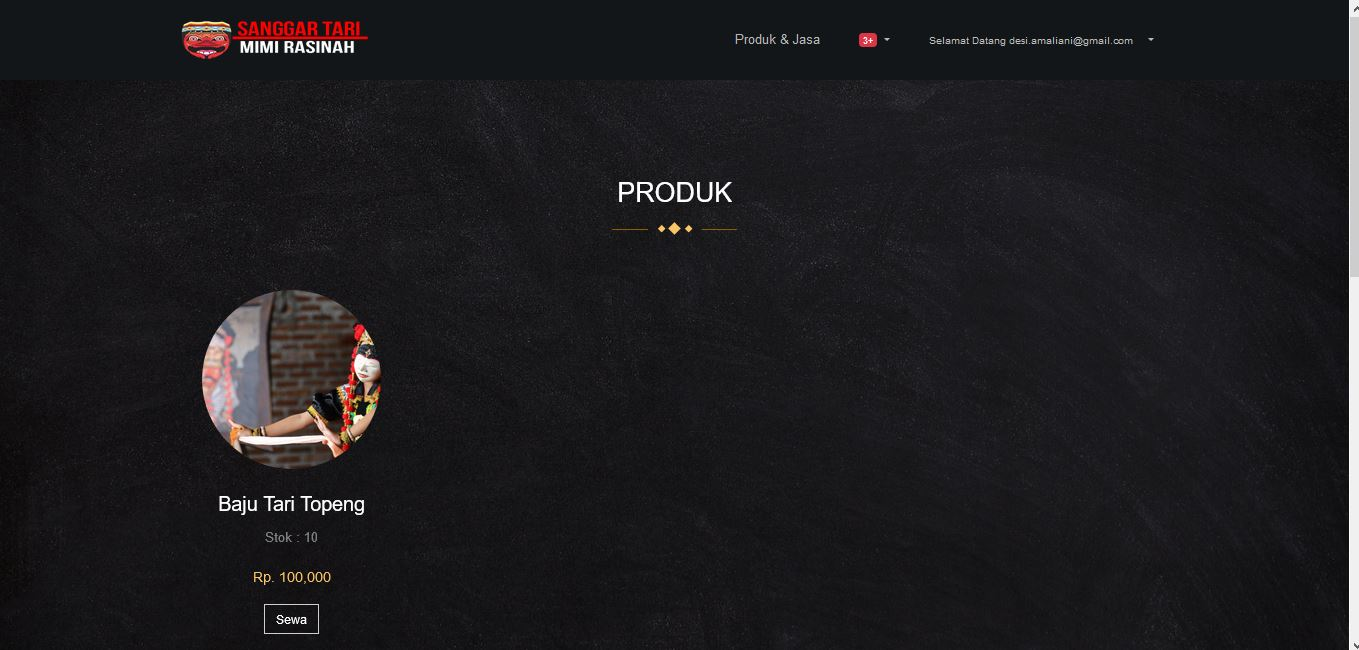 SANGGAR TARI
MIMI RASINAH
Produk & Jasa
3+
Selamat Datang desi.amaliani@gmail.com
PRODUK
Baju Tari Topeng
Stok : 10
Rp. 100,000
Sewa